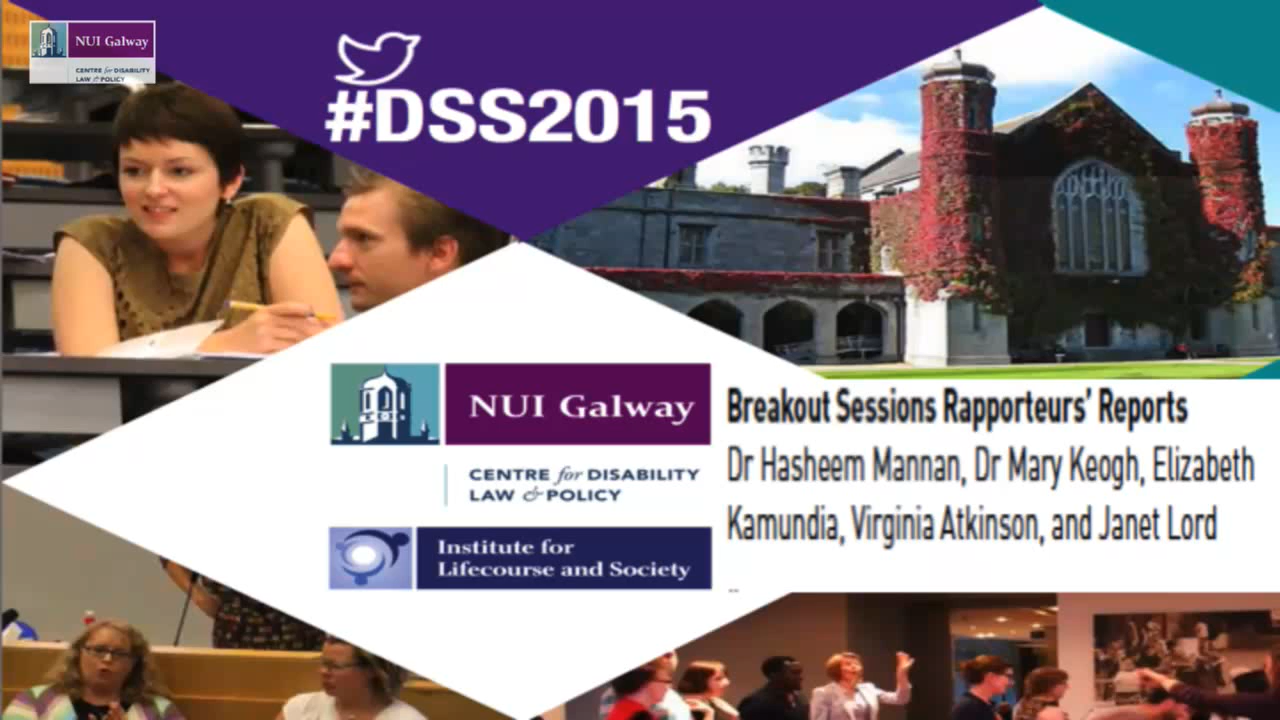 NUI Galway
CENTRE for DISABILITY
LAW & POLICY
#DSS2015
NUI Galway
CENTRE for DISABILITY
LAW & POLICY
Institute for
Lifecourse and Society
Breakout Sessions Rapporteurs' Reports
Dr Hasheem Mannan, Dr Mary Keogh, Elizabeth
Kamundia, Virginia Atkinson, and Janet Lord
--